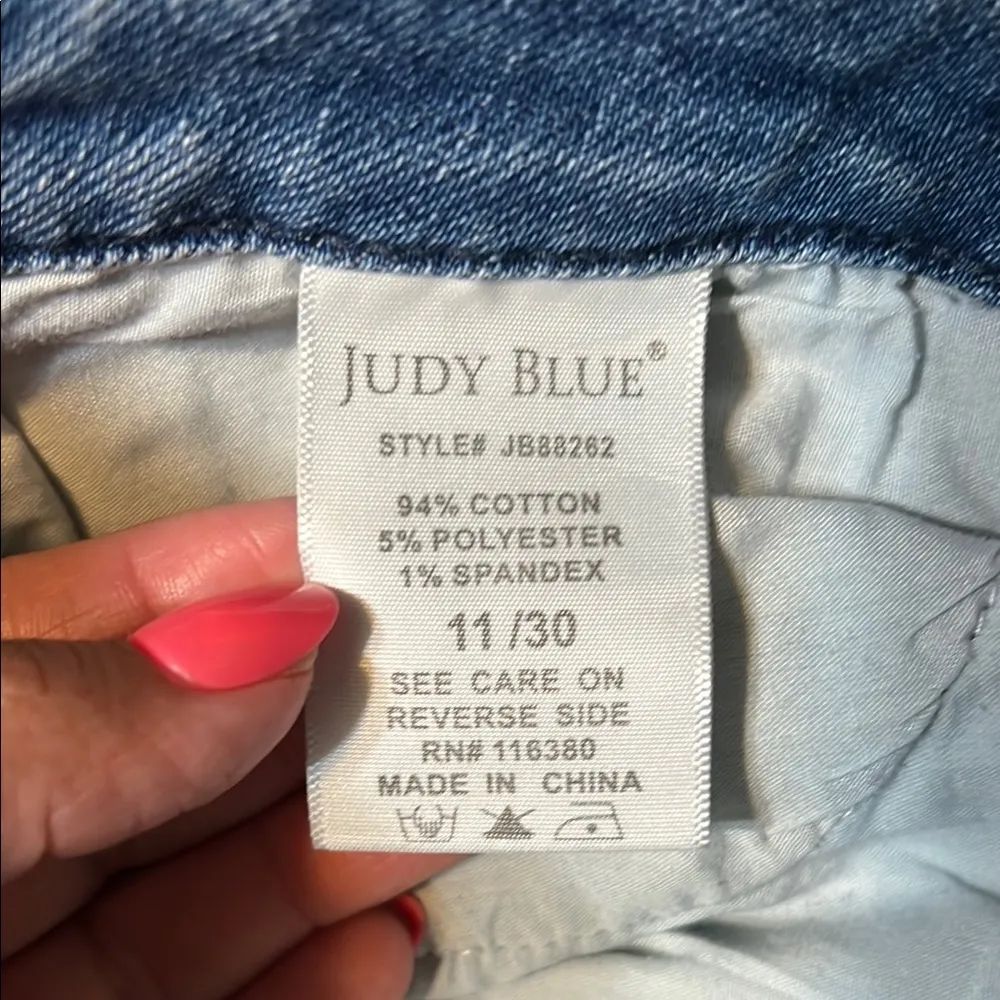 JUDY BLUE®
STYLE# JB88262
94% COTTON
5% POLYESTER
1% SPANDEX
11 /30
SEE CARE ON
REVERSE SIDE
RN# 116380
MADE IN CHINA